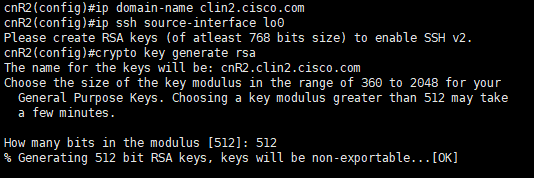 cnR2(config)#ip domain-name clin2.cisco.com
cnR2(config)#ip ssh source-interface lo0
Please create RSA keys (of atleast 768 bits size) to enable SSH v2.
cnR2(config)#crypto key generate rsa
The name for the keys will be: cnR2.clin2.cisco.com
Choose the size of the key modulus in the range of 360 to 2048 for your
  General Purpose Keys. Choosing a key modulus greater than 512 may take
  a few minutes.

How many bits in the modulus [512]: 512
% Generating 512 bit RSA keys, keys will be non-exportable...[OK]